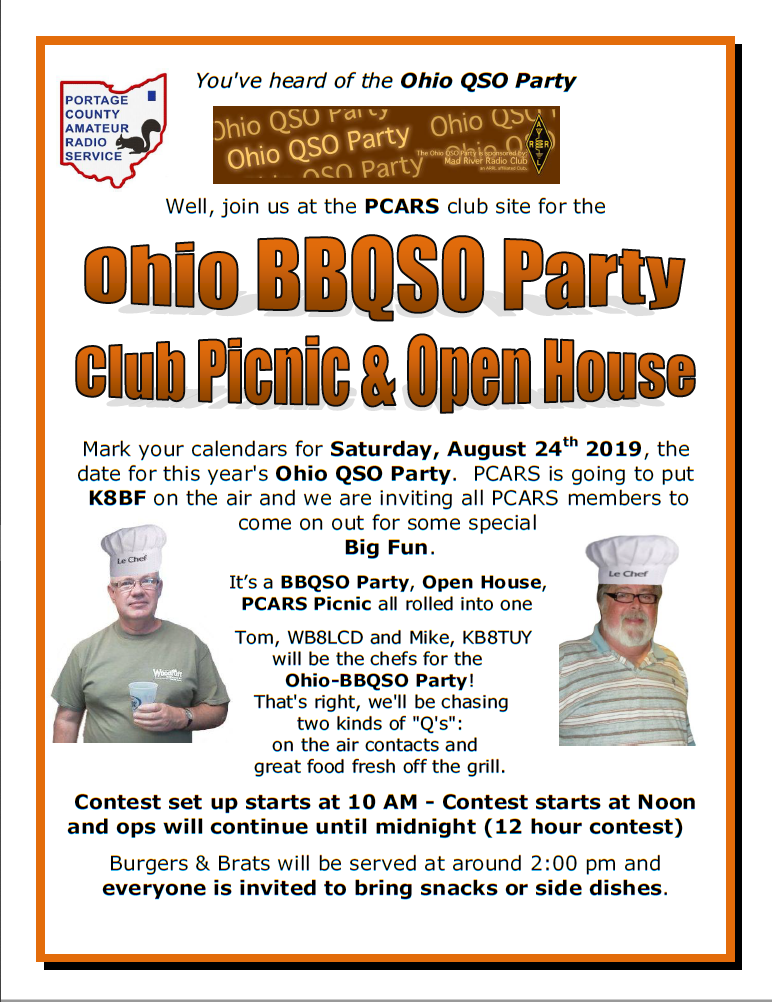 You've heard of the Ohio QSO Party
PORTAGE
COUNTY
AMATEUR
RADIO
SERVICE
Ohio QSO Party
Ohio QSO Party
Ohio QSO Party
Ohio QSO
QSO Party
The Ohio QSO Party is sponsored by:
Mad River Radio Club
an ARRL affiliated Club.
A
R R
L
Well, join us at the PCARS club site for the
Ohio BBQSO Party
Club Picnic & Open House
Mark your calendars for Saturday, August 24th 2019, the
date for this year's Ohio QSO Party. PCARS is going to put
K8BF on the air and we are inviting all PCARS members to
come on out for some special
Big Fun.
Le Chef
Le Chef
It's a BBQSO Party, Open House,
PCARS Picnic all rolled into one
Tom, WB8LCD and Mike, KB8TUY
will be the chefs for the
Ohio-BBQSO Party!
That's right, we'll be chasing
two kinds of "Q's":
on the air contacts and
great food fresh off the grill.
Contest set up starts at 10 AM - Contest starts at Noon
and ops will continue until midnight (12 hour contest)
Burgers & Brats will be served at around 2:00 pm and
everyone is invited to bring snacks or side dishes.